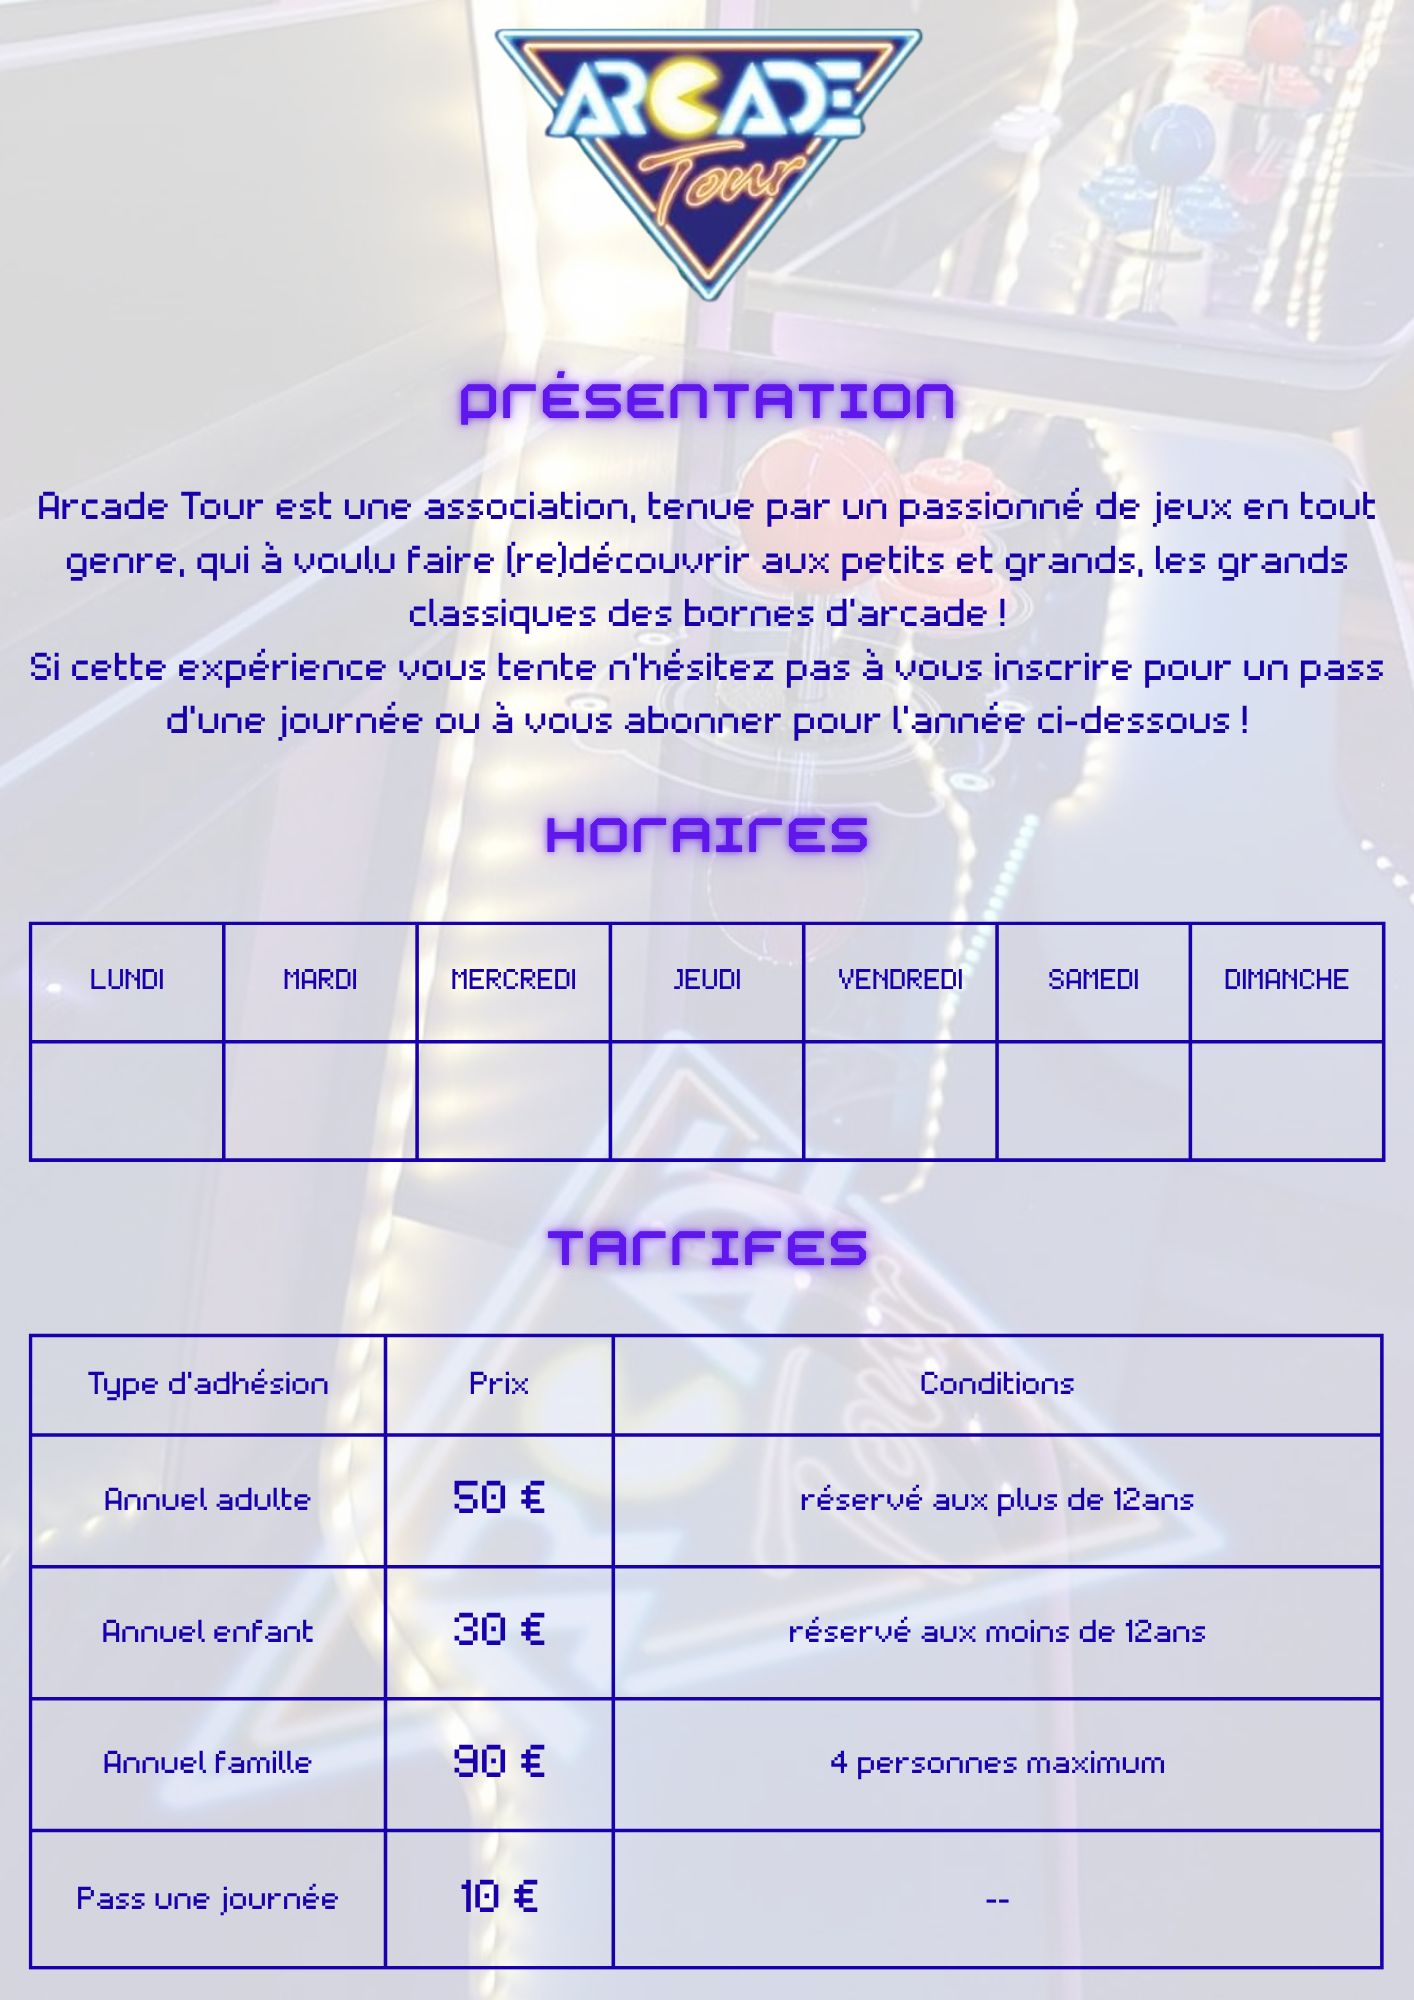 ARCADE
Tour
PRÉSENTATION
Arcade Tour est une association, tenue par un passionné de jeux en tout
genre, qui à voulu faire (re)découvrir aux petits et grands, les grands
classiques des bornes d'arcade !
Si cette expérience vous tente n'hésitez pas à vous inscrire pour un pass
d'une journée ou à vous abonner pour l'année ci-dessous !
HORAIRES
LUNDI MARDI MERCREDI JEUDI VENDREDI SAMEDI DIMANCHE
TARRIFES
Type d'adhésion Prix Conditions
Annuel adulte 50 € réservé aux plus de 12ans
Annuel enfant 30 € réservé aux moins de 12ans
Annuel famille 90 € 4 personnes maximum
Pass une journée 10 € --